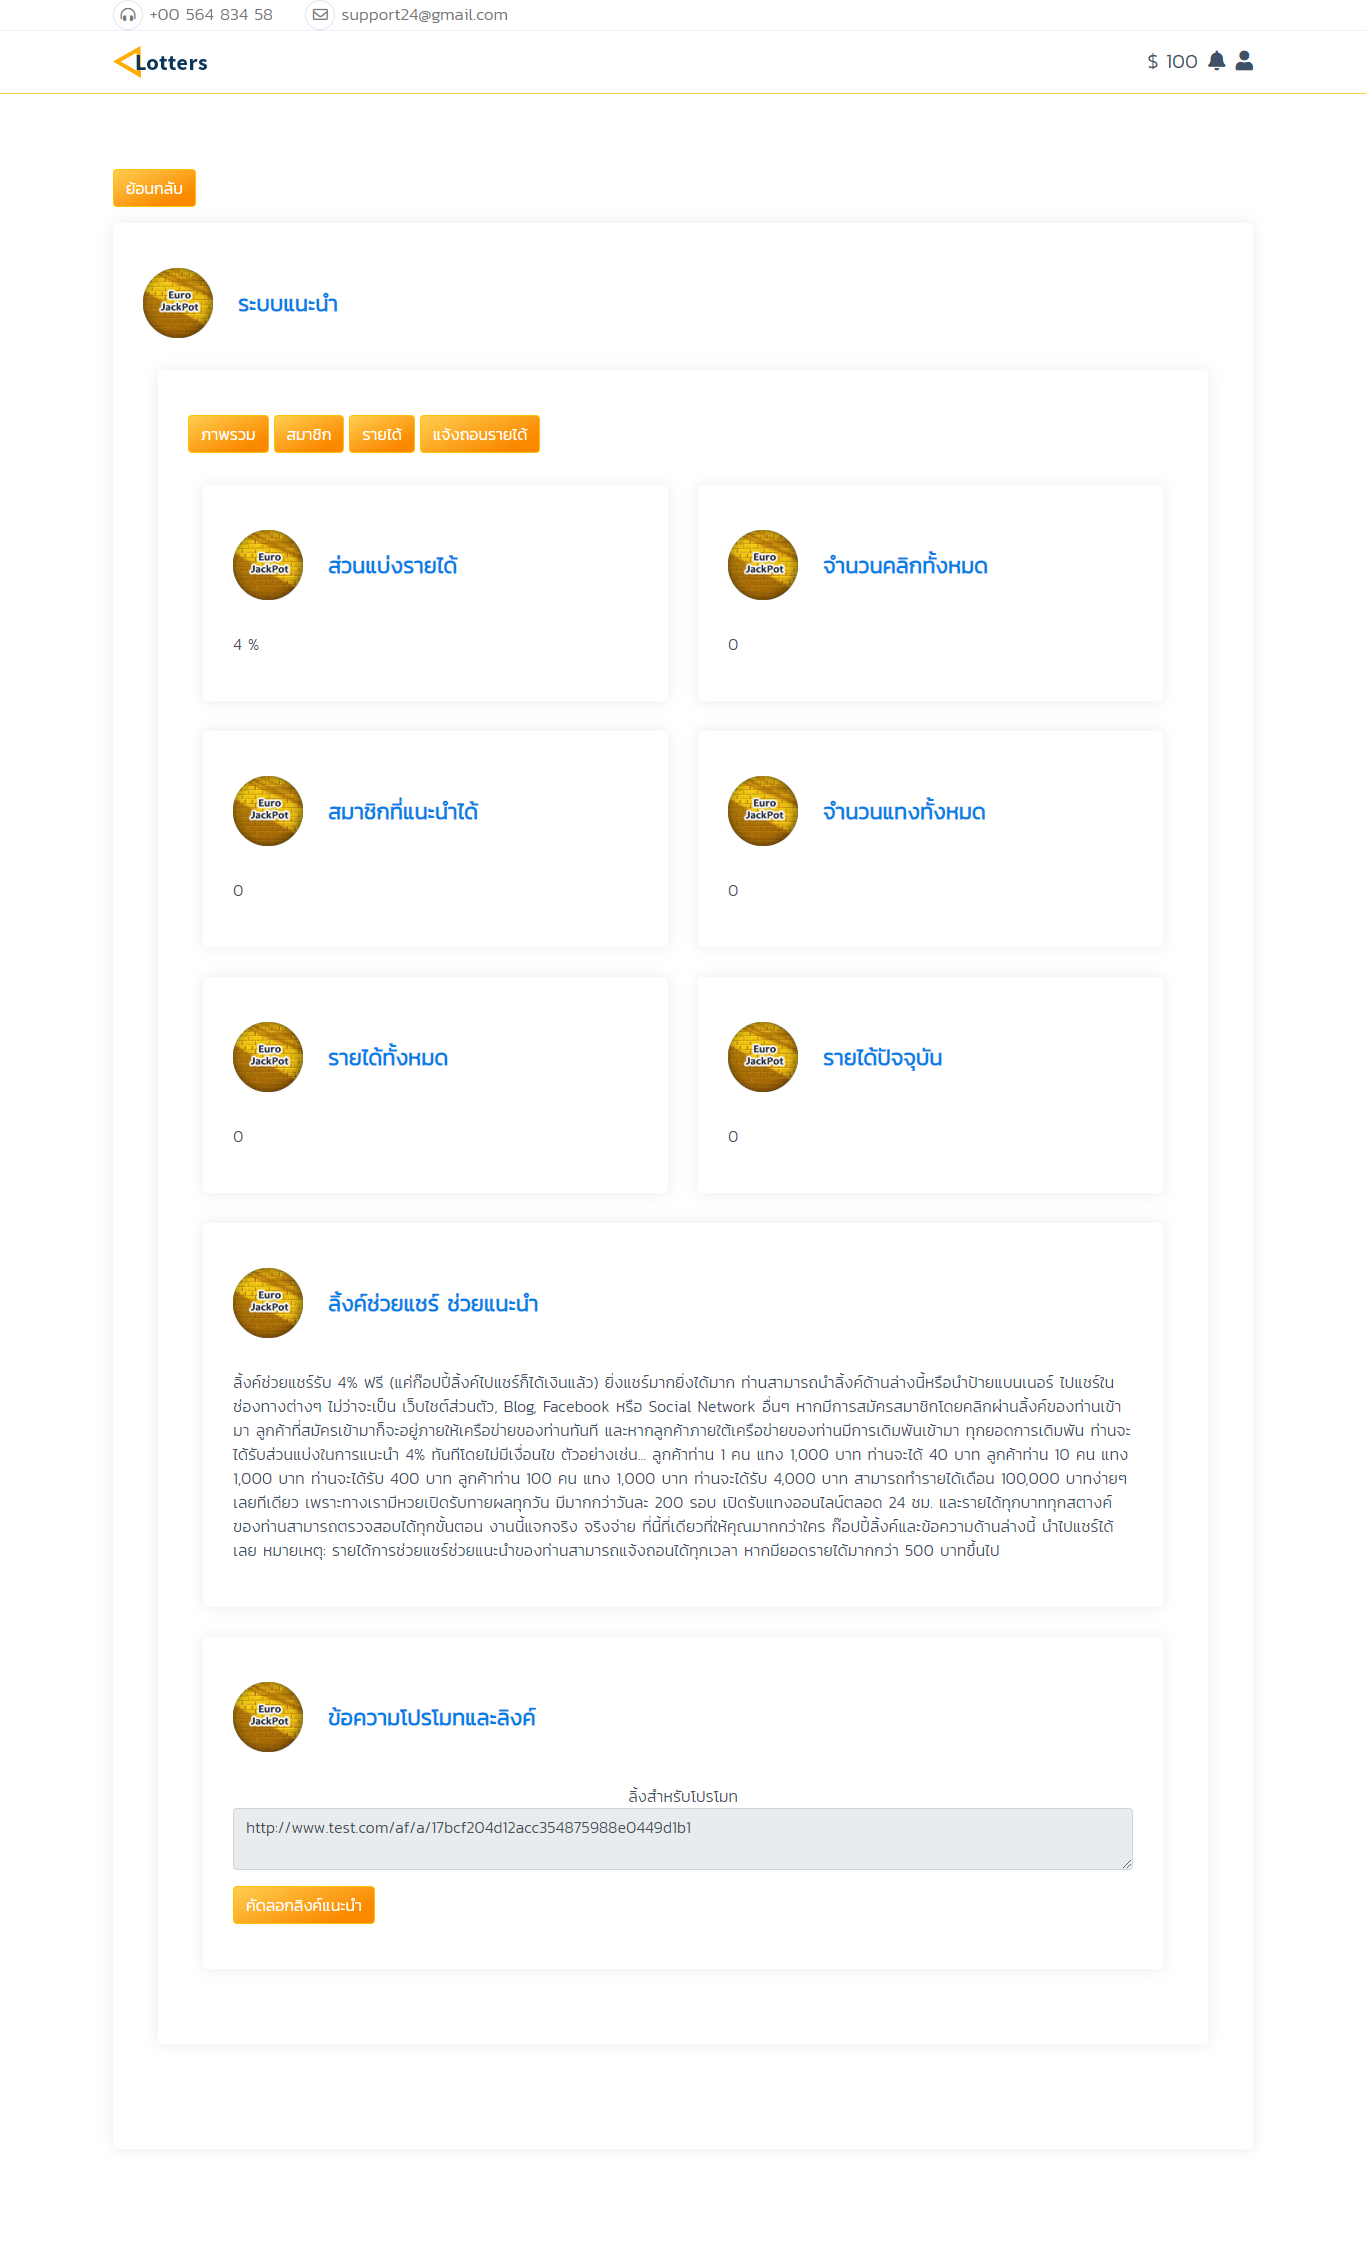 +00 564 834 58 support24@gmail.com
Lotters $ 100
ย้อนกลับ
Euro JackPot ระบบแนะนำ
ภาพรวม สมาชิก รายได้ แจ้งถอนรายได้
Euro JackPot ส่วนแบ่งรายได้
4 %
Euro JackPot จำนวนคลิกทั้งหมด
0
Euro JackPot สมาชิกที่แนะนำได้
0
Euro JackPot จำนวนแทงทั้งหมด
0
Euro JackPot รายได้ทั้งหมด
0
Euro JackPot รายได้ปัจจุบัน
0
Euro JackPot ลิ้งค์ช่วยแชร์ ช่วยแนะนำ
ลิ้งค์ช่วยแชร์รับ 4% ฟรี (แค่ก๊อปปี้ลิ้งค์ไปแชร์ก็ได้เงินแล้ว) ยิ่งแชร์มากยิ่งได้มาก ท่านสามารถนำลิ้งค์ด้านล่างนี้หรือนำป้ายแบนเนอร์ ไปแชร์ใน
ช่องทางต่างๆ ไม่ว่าจะเป็น เว็บไซต์ส่วนตัว, Blog, Facebook หรือ Social Network อื่นๆ หากมีการสมัครสมาชิกโดยคลิกผ่านลิ้งค์ของท่านเข้า
มา ลูกค้าที่สมัครเข้ามาก็จะอยู่ภายให้เครือข่ายของท่านทันที และหากลูกค้าภายใต้เครือข่ายของท่านมีการเดิมพันเข้ามา ทุกยอดการเดิมพัน ท่านจะ
ได้รับส่วนแบ่งในการแนะนำ 4% ทันทีโดยไม่มีเงื่อนไข ตัวอย่างเช่น... ลูกค้าท่าน 1 คน แทง 1,000 บาท ท่านจะได้ 40 บาท ลูกค้าท่าน 10 คน แทง
1,000 บาท ท่านจะได้รับ 400 บาท ลูกค้าท่าน 100 คน แทง 1,000 บาท ท่านจะได้รับ 4,000 บาท สามารถทำรายได้เดือน 100,000 บาทง่ายๆ
เลยทีเดียว เพราะทางเรามีหวยเปิดรับทายผลทุกวัน มีมากกว่าวันละ 200 รอบ เปิดรับแทงออนไลน์ตลอด 24 ชม. และรายได้ทุกบาททุกสตางค์
ของท่านสามารถตรวจสอบได้ทุกขั้นตอน งานนี้แจกจริง จริงจ่าย ที่นี้ที่เดียวที่ให้คุณมากกว่าใคร ก๊อปปี้ลิ้งค์และข้อความด้านล่างนี้ นำไปแชร์ได้
เลย หมายเหตุ: รายได้การช่วยแชร์ช่วยแนะนำของท่านสามารถแจ้งถอนได้ทุกเวลา หากมียอดรายได้มากกว่า 500 บาทขึ้นไป
Euro JackPot ข้อความโปรโมทและลิงค์
ลิ้งสำหรับโปรโมท
http://www.test.com/af/a/17bcf204d12acc354875988e0449d1b1
คัดลอกลิงค์แนะนำ